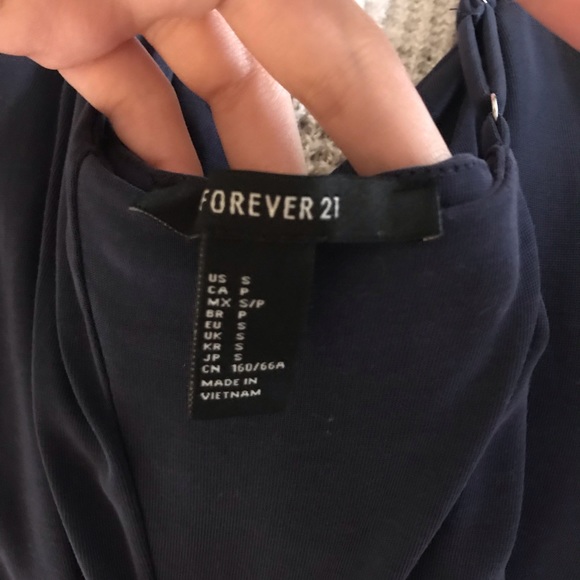 FOREVER 21
US S
CA P
MX S/P
BR P
EU S
UK S
KR S
JP S
CN 160/66A
MADE IN
VIETNAM